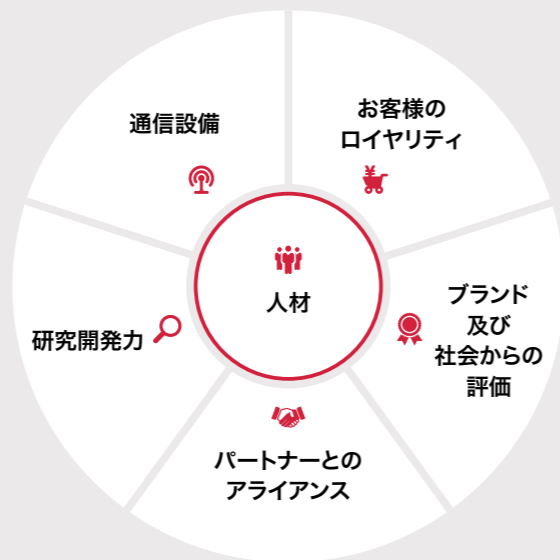 通信設備
お客様の
ロイヤリティ
人材
ブランド
及び
社会からの
評価
研究開発力
パートナーとの
アライアンス